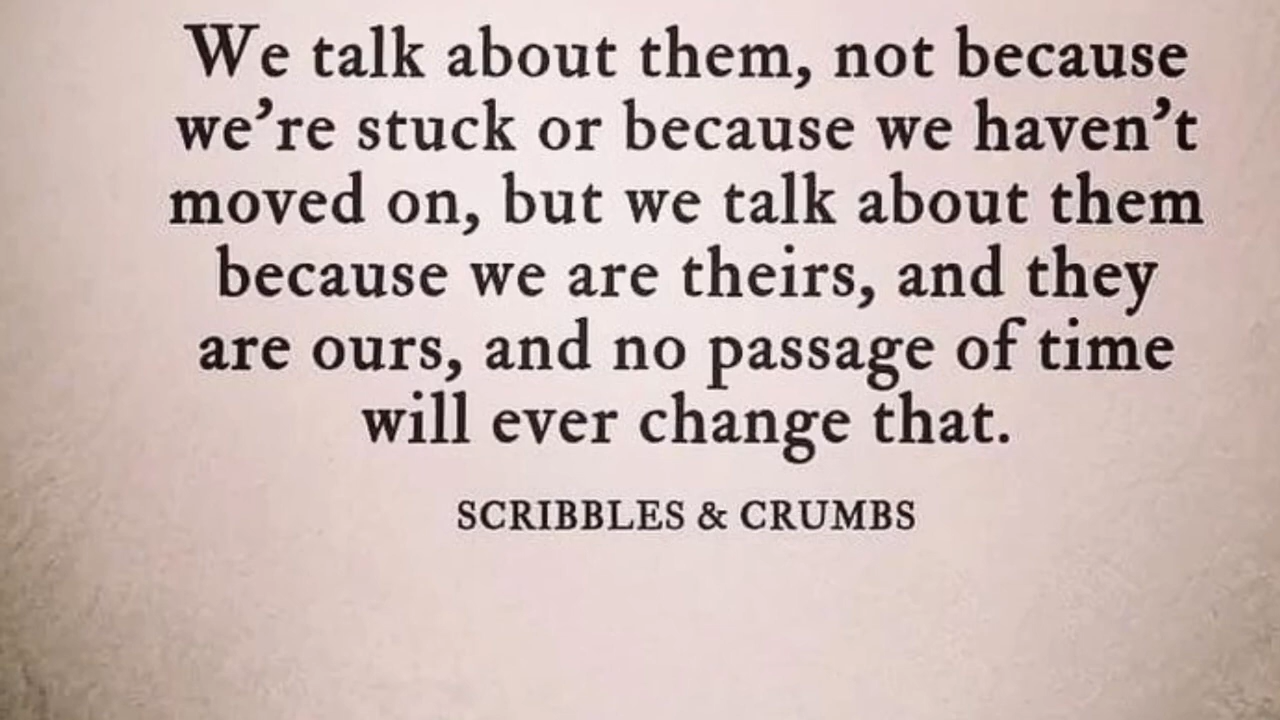 We talk about them, not because
we're stuck or because we haven't
moved on, but we talk about them
because we are theirs, and they
are ours, and no passage of time
will ever change that.
SCRIBBLES & CRUMBS